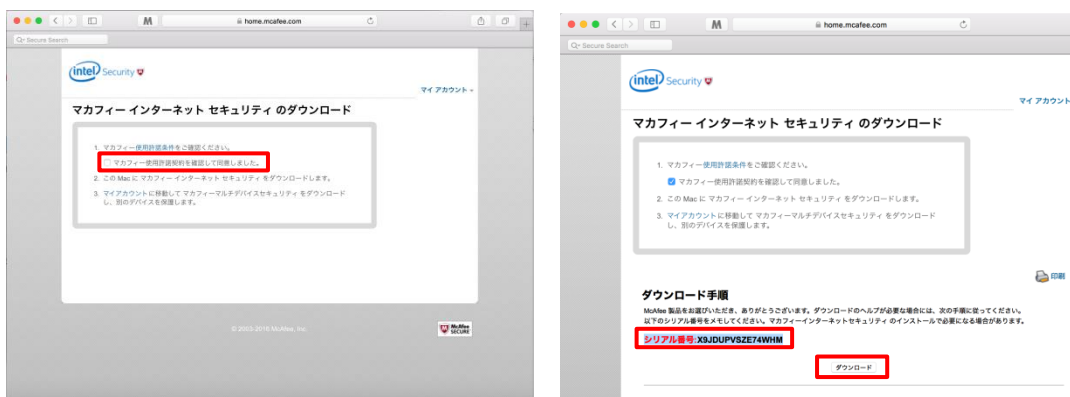 M
home.mcafee.com
Secure Search
intel Security
マイ アカウント
マカフィー インターネット セキュリティ のダウンロード
1. マカフィー使用許諾条件をご確認ください。
マカフィー使用許諾契約を確認して同意しました。
2. この Mac に マカフィー インターネット セキュリティ をダウンロードします。
3. マイアカウントに移動して マカフィーマルチデバイスセキュリティ をダウンロード
し、別のデバイスを保護します。
© 2003-2016 McAfee, Inc.
McAfee
SECURE
M
home.mcafee.com
Secure Search
intel Security
マイ アカウント
マカフィー インターネット セキュリティ のダウンロード
1. マカフィー使用許諾条件をご確認ください。
マカフィー使用許諾契約を確認して同意しました。
2. この Mac に マカフィー インターネット セキュリティ をダウンロードします。
3. マイアカウントに移動して マカフィーマルチデバイスセキュリティ をダウンロード
し、別のデバイスを保護します。
印刷
ダウンロード手順
McAfee 製品をお選びいただき、ありがとうございます。ダウンロードのヘルプが必要な場合には、次の手順に従ってください。
以下のシリアル番号をメモしてください。マカフィーインターネットセキュリティ のインストールで必要になる場合があります。
シリアル番号:X9JDUPVSZE74WHM
ダウンロード